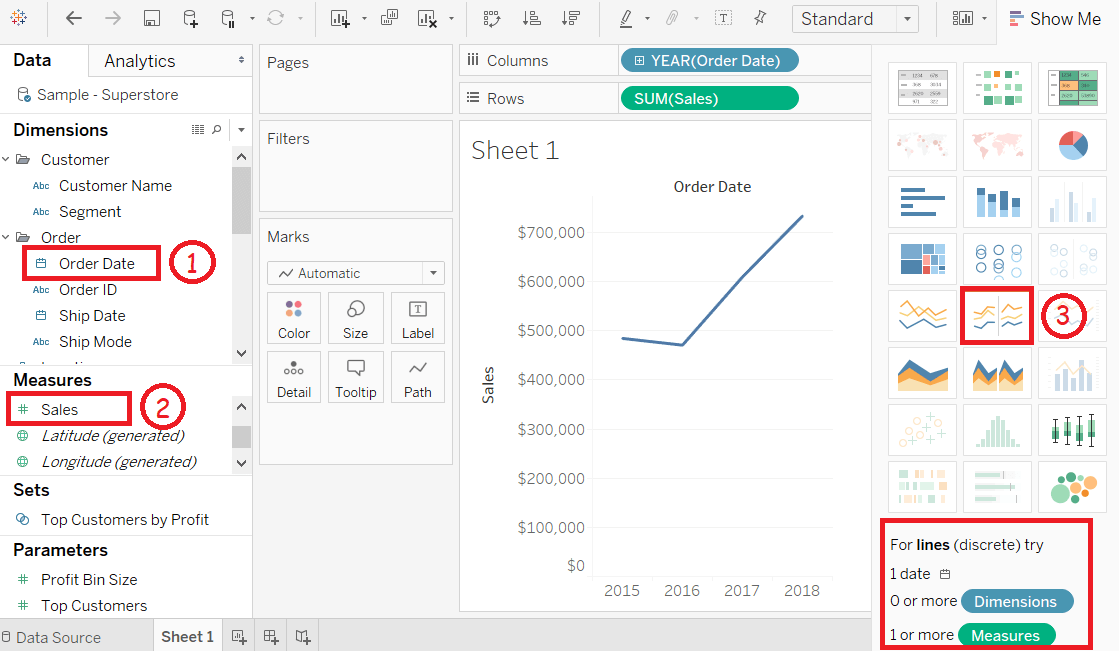 Standard
Show Me
Data
Analytics
Sample - Superstore
Dimensions
Customer
Abc Customer Name
Abc Segment
Order
Order Date
1
Abc Order ID
Ship Date
Abc Ship Mode
Measures
# Sales
2
Latitude (generated)
Longitude (generated)
Sets
Top Customers by Profit
Parameters
# Profit Bin Size
# Top Customers
Data Source
Sheet 1
Pages
Filters
Marks
Automatic
Color
Size
T
Label
Detail
Tooltip
Path
Columns
YEAR(Order Date)
Rows
SUM(Sales)
Sheet 1
Order Date
Sales
$700,000
$600,000
$500,000
$400,000
$300,000
$200,000
$100,000
$0
2015 2016 2017 2018
3
For lines (discrete) try
1 date
0 or more Dimensions
1 or more Measures